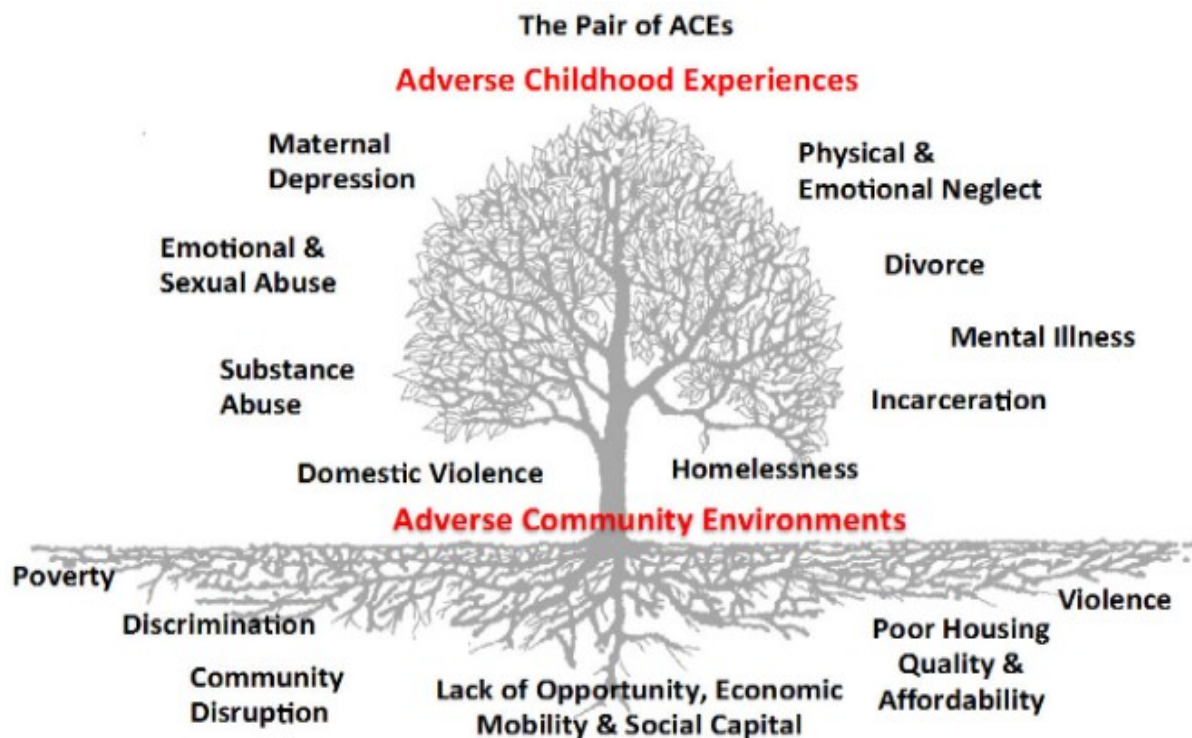 The Pair of ACEs
Adverse Childhood Experiences
Maternal
Depression
Physical &
Emotional Neglect
Emotional &
Sexual Abuse
Divorce
Mental Illness
Substance
Abuse
Incarceration
Domestic Violence
Homelessness
Adverse Community Environments
Poverty
Violence
Discrimination
Poor Housing
Quality &
Affordability
Community
Disruption
Lack of Opportunity, Economic
Mobility & Social Capital